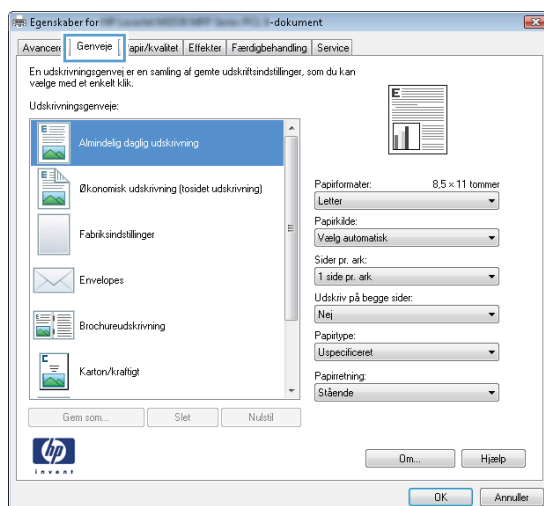 Egenskaber for -dokument
Avancere Genveje Papir/kvalitet Effekter Færdigbehandling Service
En udskrivningsgenvej er en samling af gemte udskriftsindstillinger, som du kan
vælge med et enkelt klik.
Udskrivningsgenveje:
E
E
Almindelig daglig udskrivning
E
Økonomisk udskrivning (tosidet udskrivning)
Fabriksindstillinger
Envelopes
Brochureudskrivning
Karton/kraftigt
Papirformater: 8,5 × 11 tommer
Letter
Papirkilde:
Vælg automatisk
Sider pr. ark:
1 side pr. ark
Udskriv på begge sider:
Nej
Papirtype:
Uspecificeret
Papirretning:
Stående
Gem som... Slet Nulstil
hp
invent
Om... Hjælp
OK Annuller